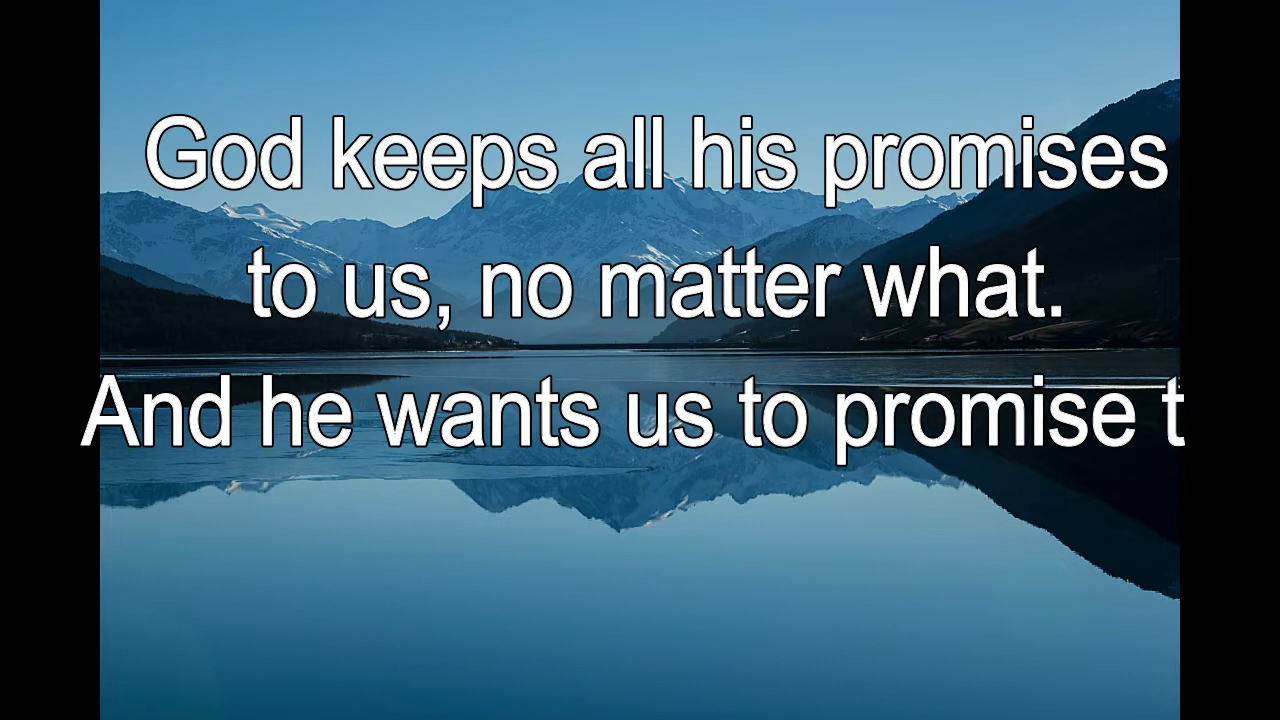 God keeps all his promises
to us, no matter what.
And he wants us to promise t